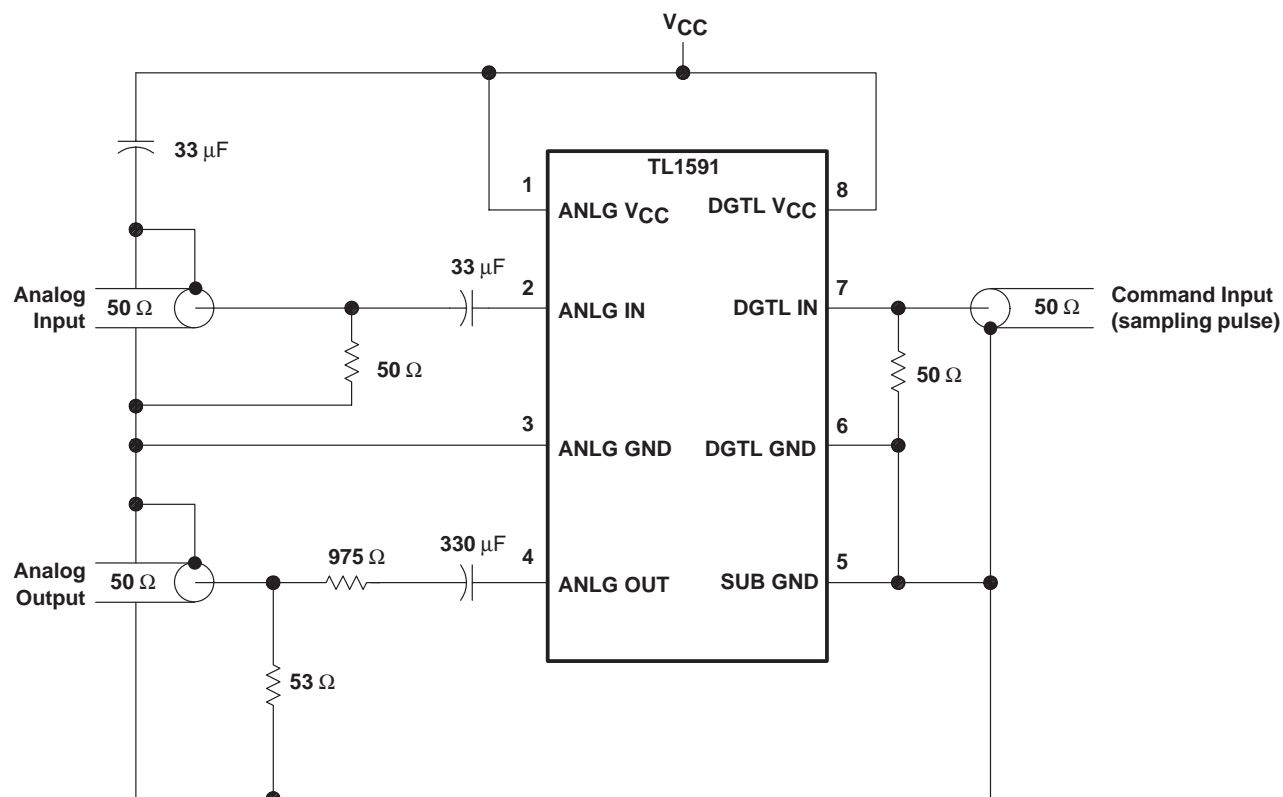 VCC
33 μF
TL1591
1
8
ANLG VCC
DGTL VCC
33 μF
2
7
Analog
Input
50 Ω
ANLG IN
DGTL IN
50 Ω
Command Input
(sampling pulse)
50 Ω
50 Ω
3
6
ANLG GND
DGTL GND
330 μF
4
5
975 Ω
Analog
Output
50 Ω
ANLG OUT
SUB GND
53 Ω